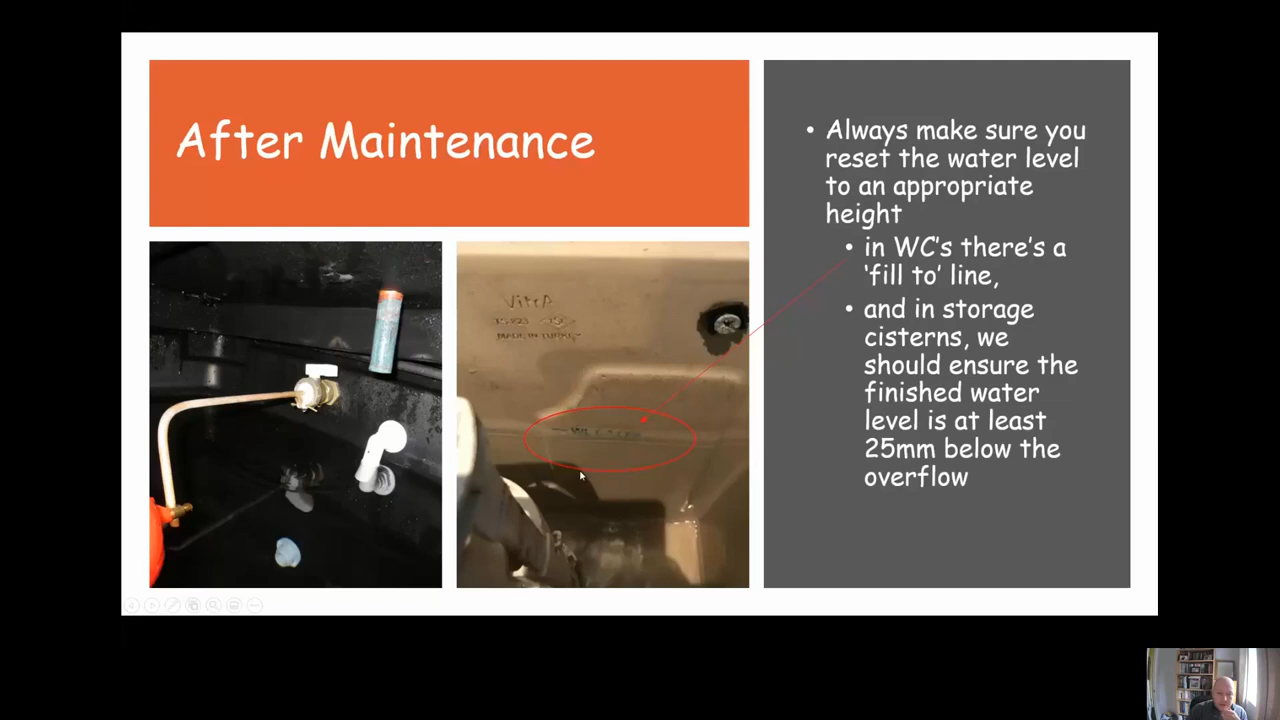 After Maintenance
• Always make sure you
reset the water level
to an appropriate
height
• in WC's there's a
‘fill to’ line,
• and in storage
cisterns, we
should ensure the
finished water
level is at least
25mm below the
overflow
VitrA